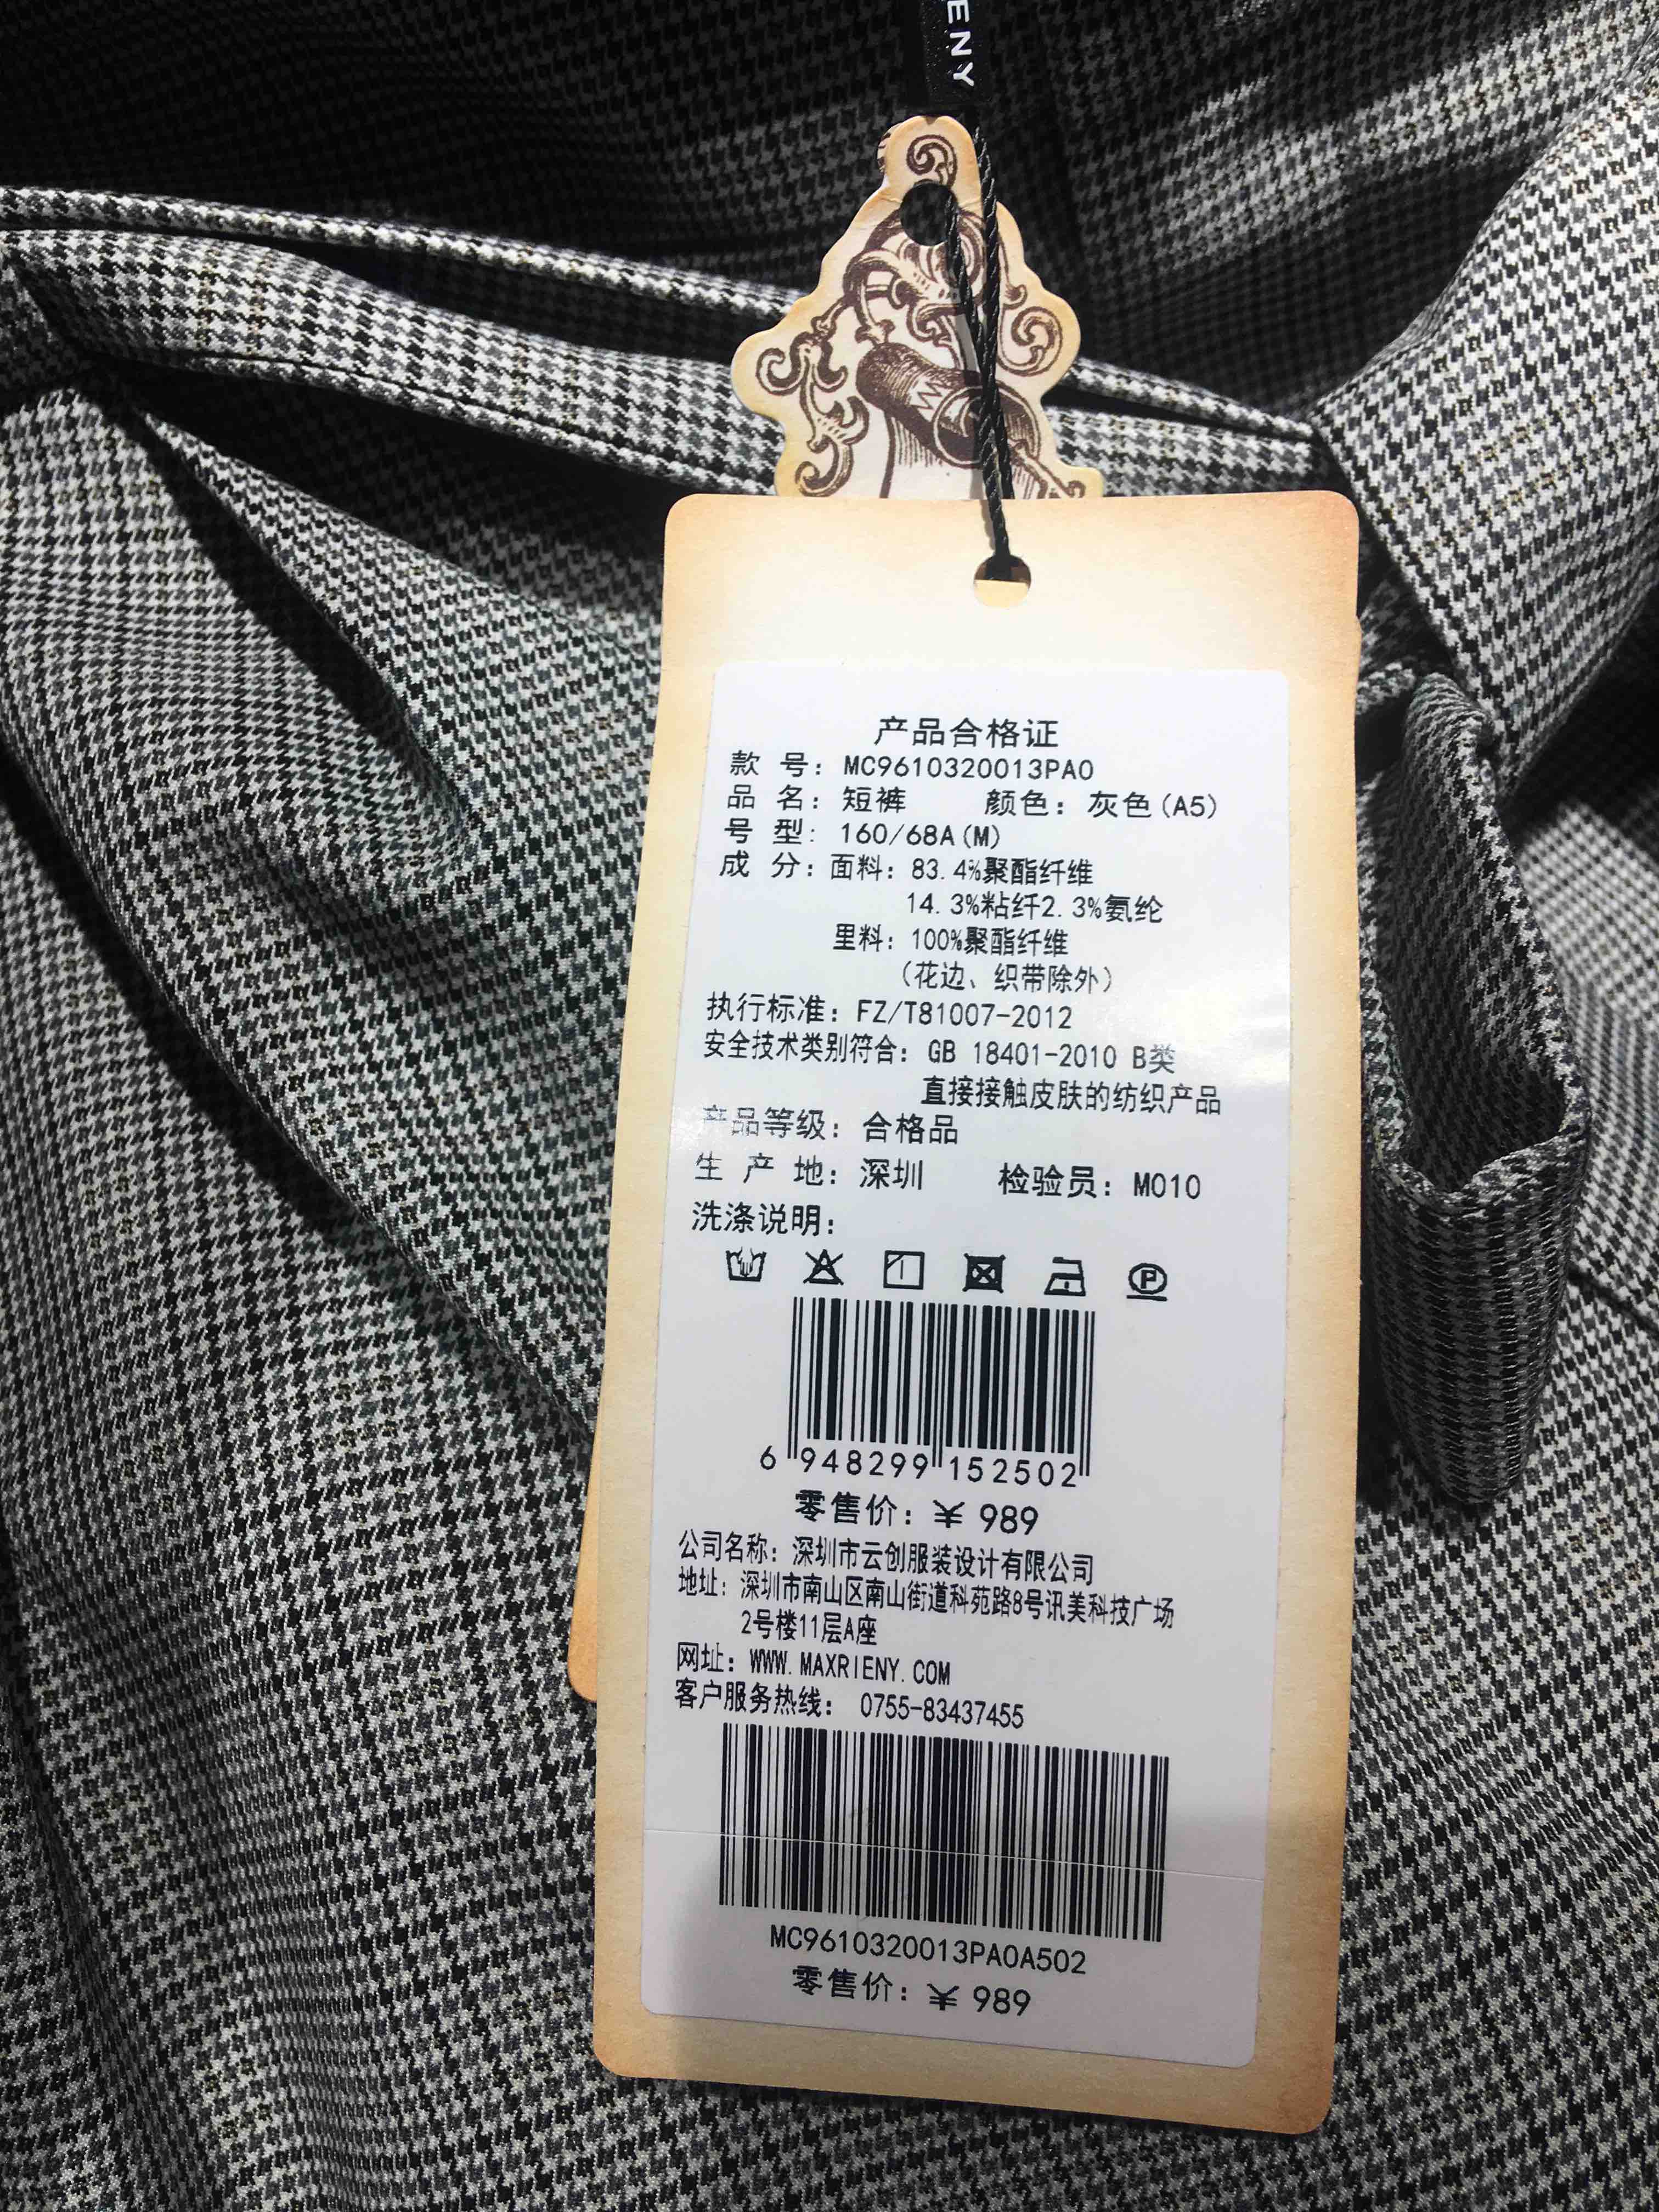 ENY
产品合格证
款 号: MC9610320013PA0
品 名: 短裤 颜色: 灰色(A5)
号 型: 160/68A(M)
成 分: 面料: 83.4%聚酯纤维
14.3%粘纤2.3%氨纶
里料: 100%聚酯纤维
(花边、织带除外)
执行标准: FZ/T81007-2012
安全技术类别符合: GB 18401-2010 B类
直接接触皮肤的纺织产品
产品等级: 合格品
生 产 地: 深圳 检验员: M010
洗涤说明:
P
6 948299 152502
零售价: ¥ 989
公司名称: 深圳市云创服装设计有限公司
地址: 深圳市南山区南山街道科苑路8号讯美科技广场
2号楼11层A座
网址: WWW.MAXRIENY.COM
客户服务热线: 0755-83437455
MC9610320013PA0A502
零售价: ¥ 989